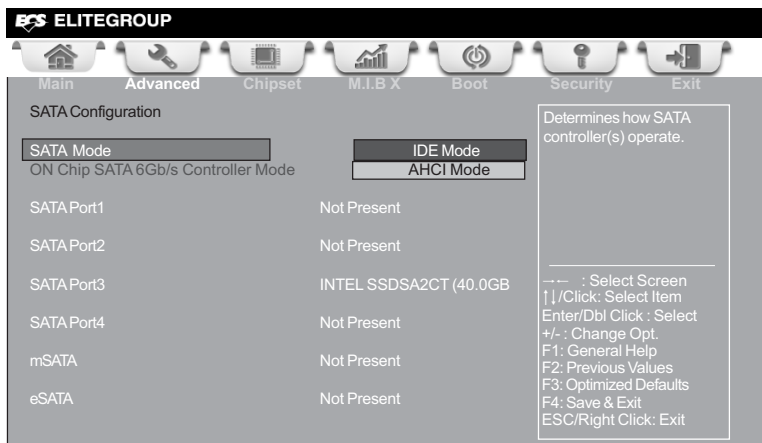 ECS ELITEGROUP
Main Advanced Chipset M.I.B X Boot Security Exit
SATA Configuration
SATA Mode IDE Mode
ON Chip SATA 6Gb/s Controller Mode AHCI Mode
SATA Port1 Not Present
SATA Port2 Not Present
SATA Port3 INTEL SSDSA2CT (40.0GB
SATA Port4 Not Present
mSATA Not Present
eSATA Not Present
Determines how SATA
controller(s) operate.
→← : Select Screen
↑↓/Click: Select Item
Enter/Dbl Click : Select
+/- : Change Opt.
F1: General Help
F2: Previous Values
F3: Optimized Defaults
F4: Save & Exit
ESC/Right Click: Exit